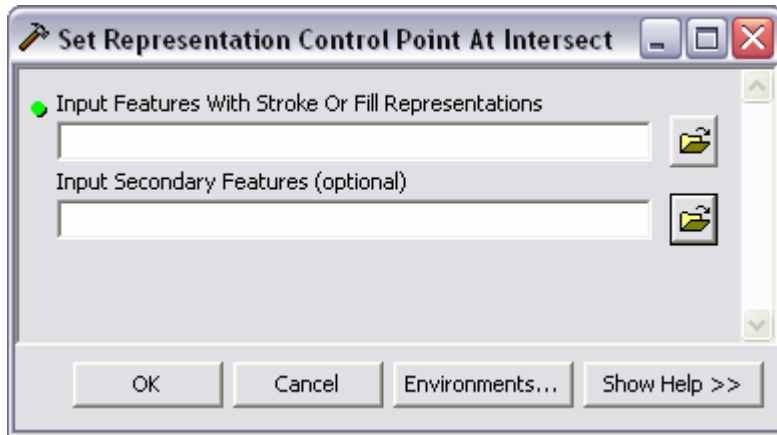 Set Representation Control Point At Intersect
Input Features With Stroke Or Fill Representations
Input Secondary Features (optional)
OK Cancel Environments... Show Help >>